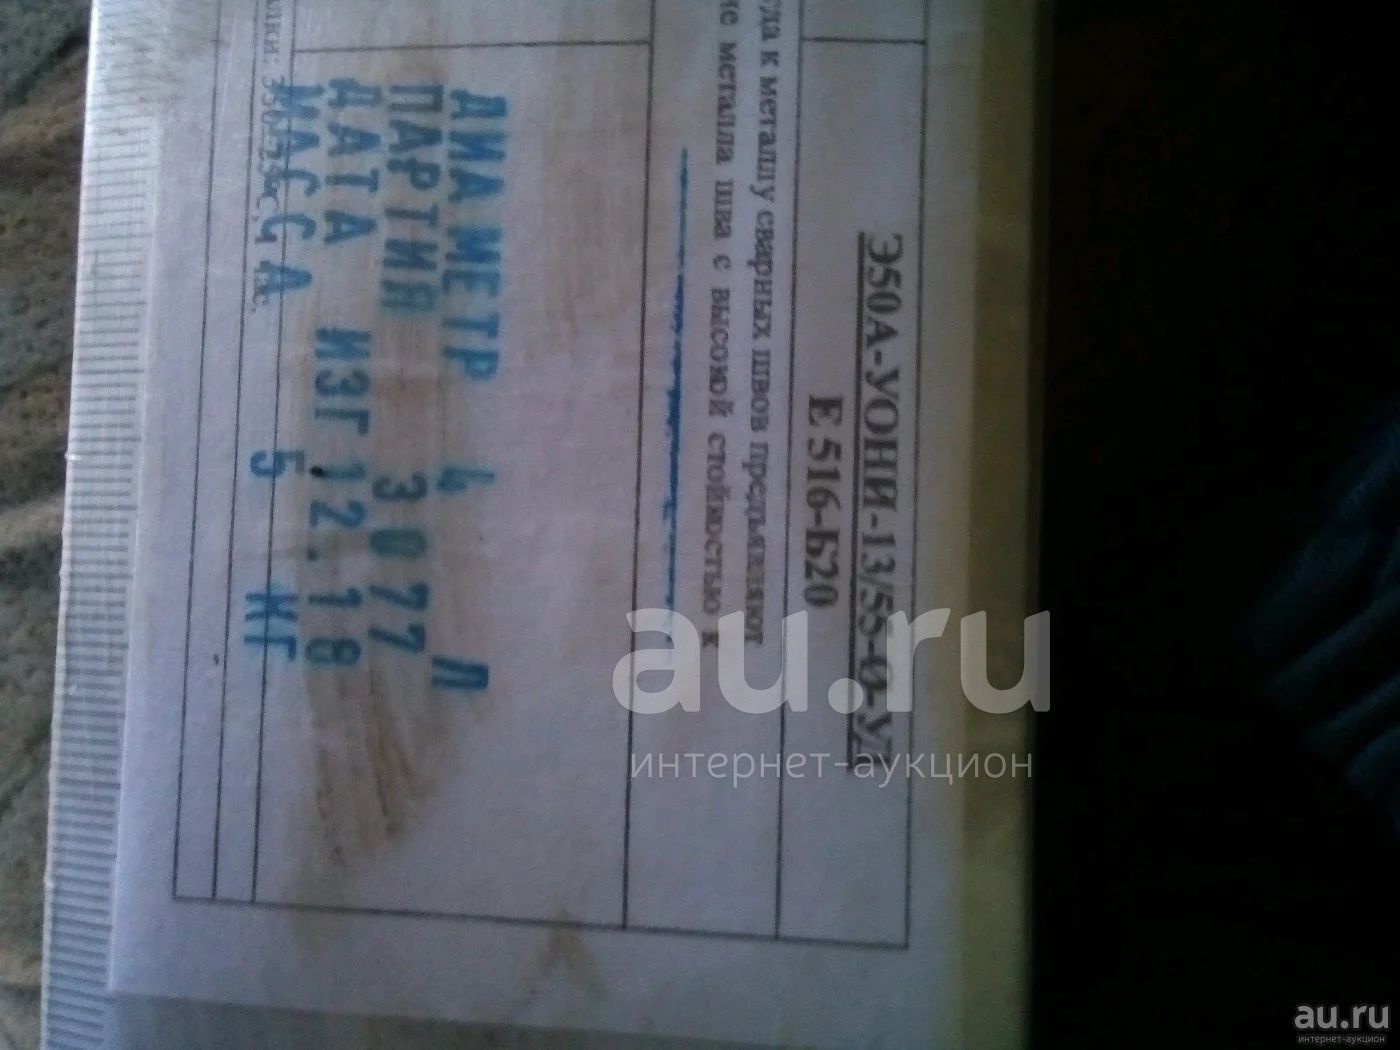 Э50А-УОНИ-13/55-
Е 516-Б20
к металлу сварных швов предъявляют
металла шва с высокой стойкостью к
ДИАМЕТР 4 Л
ПАРТИЯ 3077
ДАТА ИЗГ 12.18
МАССА 5 КГ
au.ru
интернет-аукцион
au.ru
интернет-аукцион